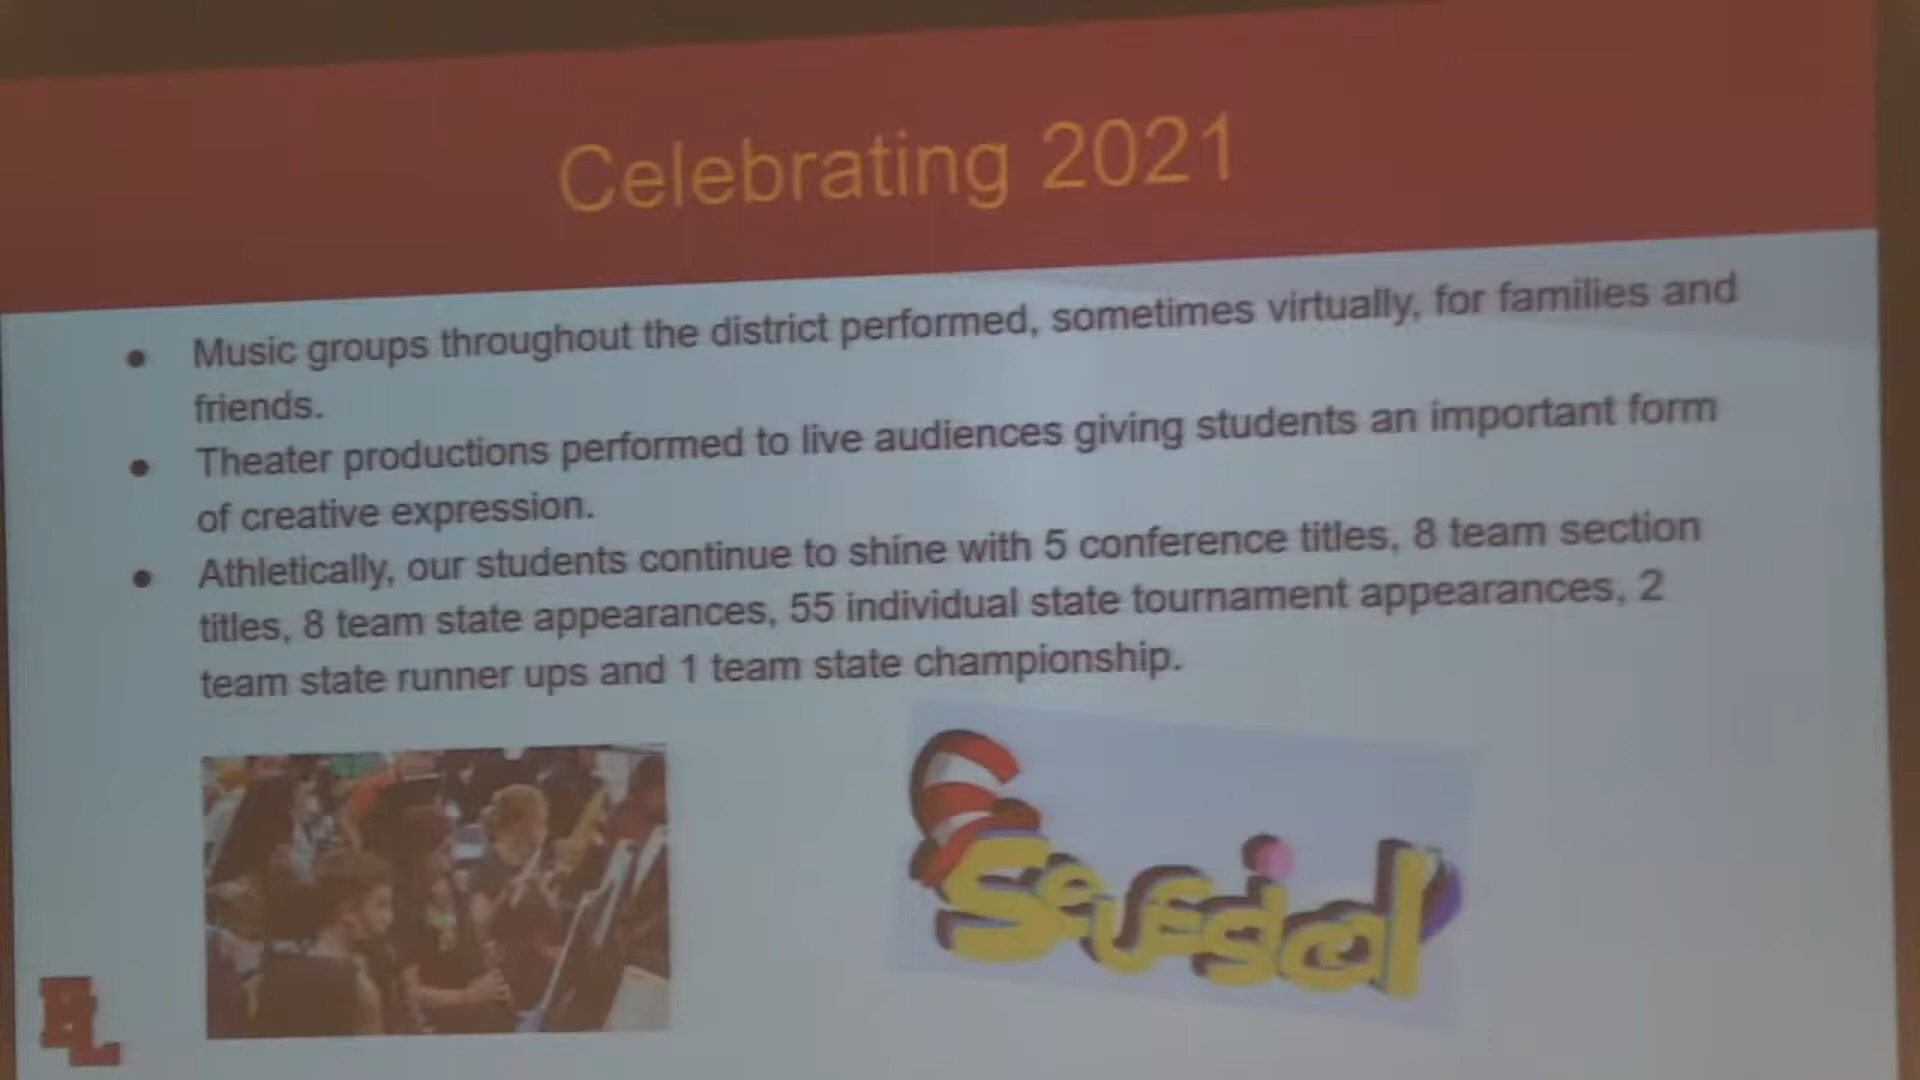 Celebrating 2021
● Music groups throughout the district performed, sometimes virtually, for families and
friends.
● Theater productions performed to live audiences giving students an important form
of creative expression.
● Athletically, our students continue to shine with 5 conference titles, 8 team section
titles, 8 team state appearances, 55 individual state tournament appearances, 2
team state runner ups and 1 team state championship.
Seussical